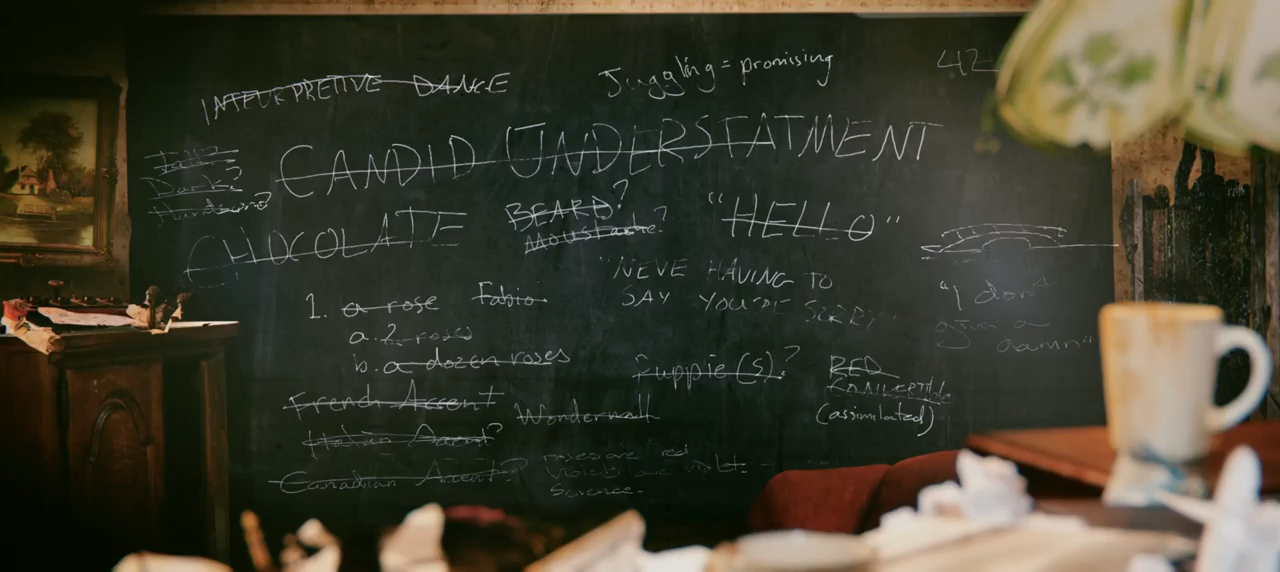 INTERPRETIVE DANCE
Juggling = promising
42
Tall?
Dark?
Handsome?
CANDID UNDERSTATMENT
CHOCOLATE
BEARD?
Moustache?
"HELLO"
"NEVE HAVING TO
SAY YOU'RE SORRY"
"I don't
give a
damn"
1. a rose Fabio
a. 2 roses
b. a dozen roses
Puppie(s)?
RED
CONVERTIBLE
(assimilated)
French Accent
Wonderwall
Italian Accent?
Canadian Accent?
roses are red
violets are violet.
Science.